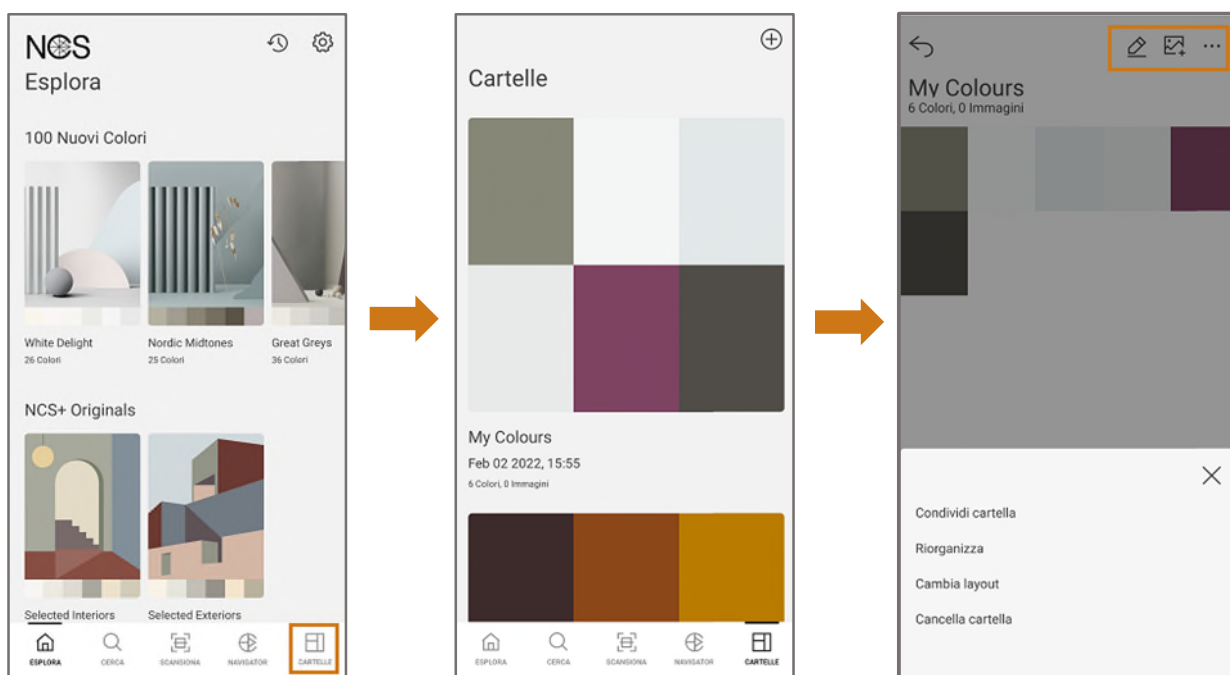 NCS
Esplora
100 Nuovi Colori
White Delight
26 Colori
Nordic Midtones
25 Colori
Great Greys
36 Colori
NCS+ Originals
Selected Interiors
Selected Exteriors
ESPLORA
CERCA
SCANSIONA
NAVIGATOR
CARTELLE
Cartelle
My Colours
Feb 02 2022, 15:55
6 Colori, 0 Immagini
ESPLORA
CERCA
SCANSIONA
NAVIGATOR
CARTELLE
My Colours
6 Colori, 0 Immagini
Condividi cartella
Riorganizza
Cambia layout
Cancella cartella